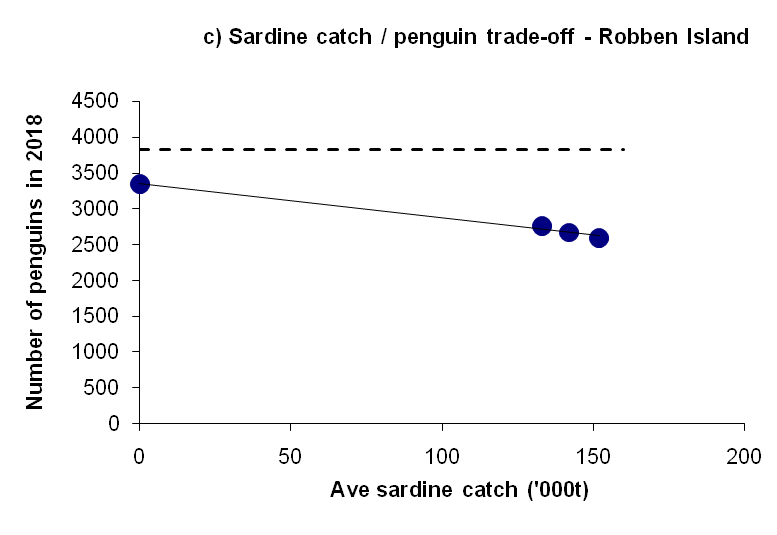 c) Sardine catch / penguin trade-off - Robben Island
Number of penguins in 2018
4500
4000
3500
3000
2500
2000
1500
1000
500
0
0 50 100 150 200
Ave sardine catch ('000t)